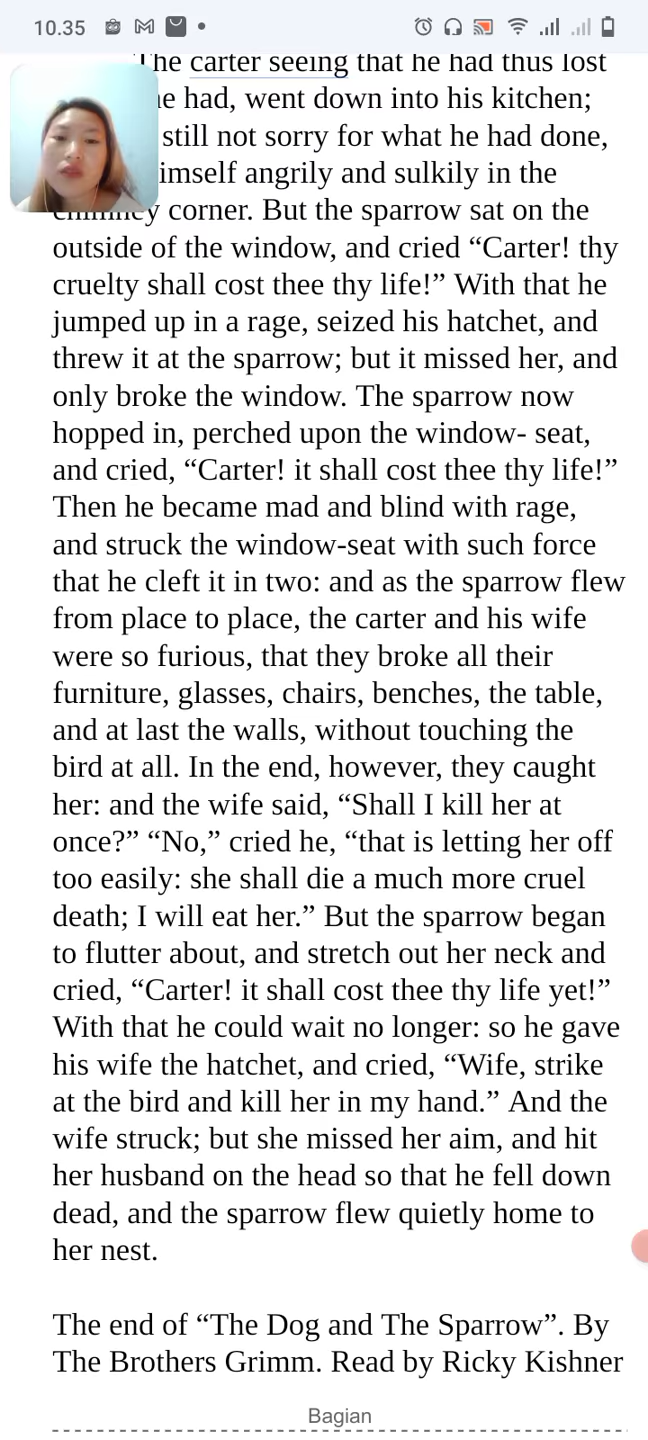 10.35
The carter seeing that he had thus lost
he had, went down into his kitchen;
still not sorry for what he had done,
imself angrily and sulkily in the
chimney corner. But the sparrow sat on the
outside of the window, and cried “Carter! thy
cruelty shall cost thee thy life!” With that he
jumped up in a rage, seized his hatchet, and
threw it at the sparrow; but it missed her, and
only broke the window. The sparrow now
hopped in, perched upon the window- seat,
and cried, “Carter! it shall cost thee thy life!”
Then he became mad and blind with rage,
and struck the window-seat with such force
that he cleft it in two: and as the sparrow flew
from place to place, the carter and his wife
were so furious, that they broke all their
furniture, glasses, chairs, benches, the table,
and at last the walls, without touching the
bird at all. In the end, however, they caught
her: and the wife said, “Shall I kill her at
once?” “No,” cried he, “that is letting her off
too easily: she shall die a much more cruel
death; I will eat her.” But the sparrow began
to flutter about, and stretch out her neck and
cried, “Carter! it shall cost thee thy life yet!”
With that he could wait no longer: so he gave
his wife the hatchet, and cried, “Wife, strike
at the bird and kill her in my hand.” And the
wife struck; but she missed her aim, and hit
her husband on the head so that he fell down
dead, and the sparrow flew quietly home to
her nest.
The end of “The Dog and The Sparrow”. By
The Brothers Grimm. Read by Ricky Kishner
Bagian